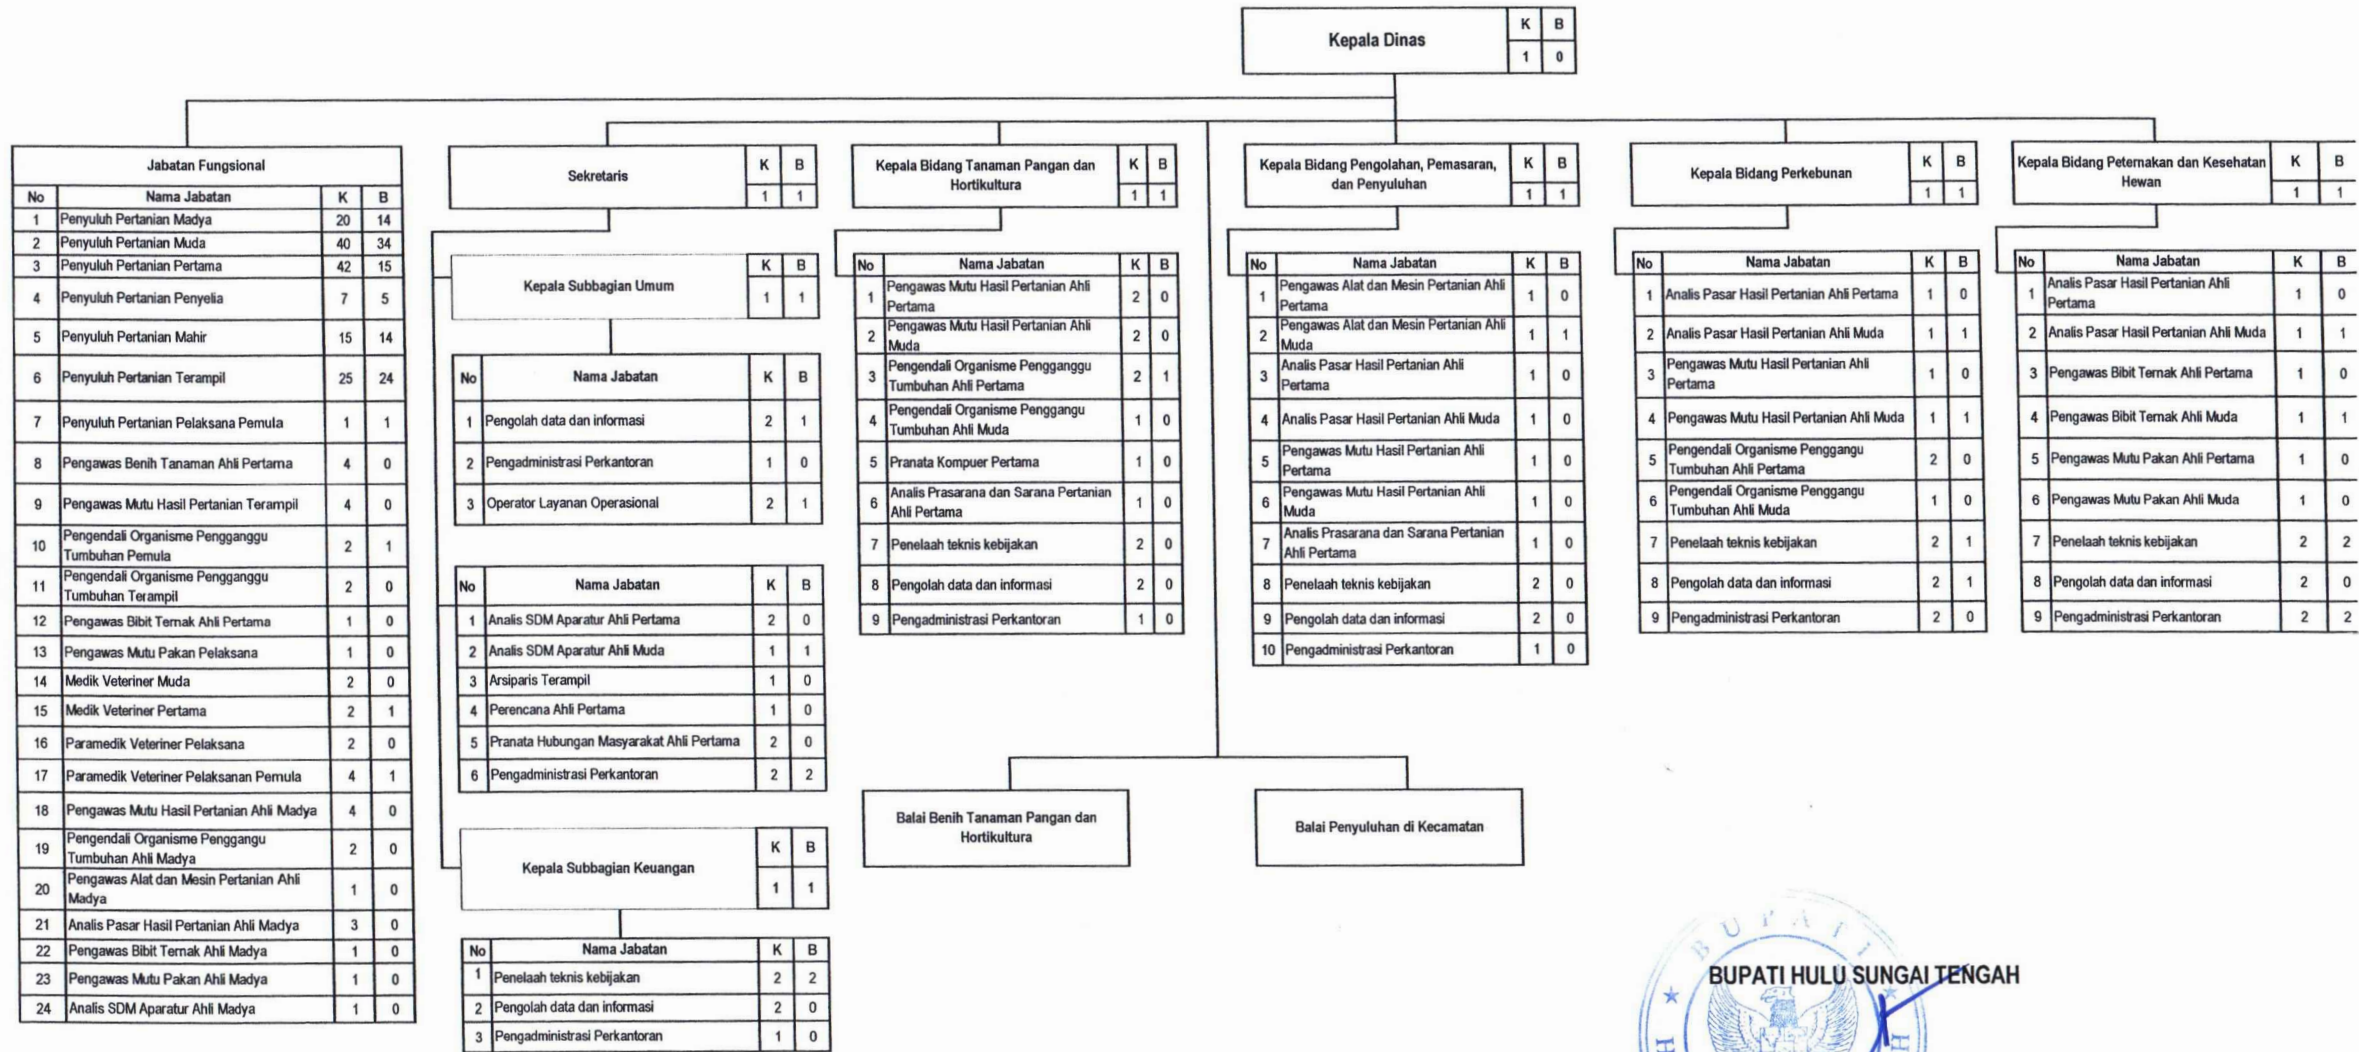 Kepala Dinas K B
1 0
Jabatan Fungsional
No Nama Jabatan K B
1 Penyuluh Pertanian Madya 20 14
2 Penyuluh Pertanian Muda 40 34
3 Penyuluh Pertanian Pertama 42 15
4 Penyuluh Pertanian Penyelia 7 5
5 Penyuluh Pertanian Mahir 15 14
6 Penyuluh Pertanian Terampil 25 24
7 Penyuluh Pertanian Pelaksana Pemula 1 1
8 Pengawas Benih Tanaman Ahli Pertama 4 0
9 Pengawas Mutu Hasil Pertanian Terampil 4 0
10 Pengendali Organisme Pengganggu
Tumbuhan Pemula 2 1
11 Pengendali Organisme Pengganggu
Tumbuhan Terampil 2 0
12 Pengawas Bibit Ternak Ahli Pertama 1 0
13 Pengawas Mutu Pakan Pelaksana 1 0
14 Medik Veteriner Muda 2 0
15 Medik Veteriner Pertama 2 1
16 Paramedik Veteriner Pelaksana 2 0
17 Paramedik Veteriner Pelaksanan Pemula 4 1
18 Pengawas Mutu Hasil Pertanian Ahli Madya 4 0
19 Pengendali Organisme Penggangu
Tumbuhan Ahli Madya 2 0
20 Pengawas Alat dan Mesin Pertanian Ahli
Madya 1 0
21 Analis Pasar Hasil Pertanian Ahli Madya 3 0
22 Pengawas Bibit Ternak Ahli Madya 1 0
23 Pengawas Mutu Pakan Ahli Madya 1 0
24 Analis SDM Aparatur Ahli Madya 1 0
Sekretaris K B
1 1
Kepala Subbagian Umum K B
1 1
No Nama Jabatan K B
1 Pengolah data dan informasi 2 1
2 Pengadministrasi Perkantoran 1 0
3 Operator Layanan Operasional 2 1
No Nama Jabatan K B
1 Analis SDM Aparatur Ahli Pertama 2 0
2 Analis SDM Aparatur Ahli Muda 1 1
3 Arsiparis Terampil 1 0
4 Perencana Ahli Pertama 1 0
5 Pranata Hubungan Masyarakat Ahli Pertama 2 0
6 Pengadministrasi Perkantoran 2 2
Kepala Subbagian Keuangan K B
1 1
No Nama Jabatan K B
1 Penelaah teknis kebijakan 2 2
2 Pengolah data dan informasi 2 0
3 Pengadministrasi Perkantoran 1 0
Kepala Bidang Tanaman Pangan dan
Hortikultura K B
1 1
No Nama Jabatan K B
1 Pengawas Mutu Hasil Pertanian Ahli
Pertama 2 0
2 Pengawas Mutu Hasil Pertanian Ahli
Muda 2 0
3 Pengendali Organisme Pengganggu
Tumbuhan Ahli Pertama 2 1
4 Pengendali Organisme Penggangu
Tumbuhan Ahli Muda 1 0
5 Pranata Kompuer Pertama 1 0
6 Analis Prasarana dan Sarana Pertanian
Ahli Pertama 1 0
7 Penelaah teknis kebijakan 2 0
8 Pengolah data dan informasi 2 0
9 Pengadministrasi Perkantoran 1 0
Kepala Bidang Pengolahan, Pemasaran,
dan Penyuluhan K B
1 1
No Nama Jabatan K B
1 Pengawas Alat dan Mesin Pertanian Ahli
Pertama 1 0
2 Pengawas Alat dan Mesin Pertanian Ahli
Muda 1 1
3 Analis Pasar Hasil Pertanian Ahli
Pertama 1 0
4 Analis Pasar Hasil Pertanian Ahli Muda 1 0
5 Pengawas Mutu Hasil Pertanian Ahli
Pertama 1 0
6 Pengawas Mutu Hasil Pertanian Ahli
Muda 1 0
7 Analis Prasarana dan Sarana Pertanian
Ahli Pertama 1 0
8 Penelaah teknis kebijakan 2 0
9 Pengolah data dan informasi 2 0
10 Pengadministrasi Perkantoran 1 0
Kepala Bidang Perkebunan K B
1 1
No Nama Jabatan K B
1 Analis Pasar Hasil Pertanian Ahli Pertama 1 0
2 Analis Pasar Hasil Pertanian Ahli Muda 1 1
3 Pengawas Mutu Hasil Pertanian Ahli
Pertama 1 0
4 Pengawas Mutu Hasil Pertanian Ahli Muda 1 1
5 Pengendali Organisme Penggangu
Tumbuhan Ahli Pertama 2 0
6 Pengendali Organisme Penggangu
Tumbuhan Ahli Muda 1 0
7 Penelaah teknis kebijakan 2 1
8 Pengolah data dan informasi 2 1
9 Pengadministrasi Perkantoran 2 0
Kepala Bidang Peternakan dan Kesehatan
Hewan K B
1 1
No Nama Jabatan K B
1 Analis Pasar Hasil Pertanian Ahli
Pertama 1 0
2 Analis Pasar Hasil Pertanian Ahli Muda 1 1
3 Pengawas Bibit Ternak Ahli Pertama 1 0
4 Pengawas Bibit Ternak Ahli Muda 1 1
5 Pengawas Mutu Pakan Ahli Pertama 1 0
6 Pengawas Mutu Pakan Ahli Muda 1 0
7 Penelaah teknis kebijakan 2 2
8 Pengolah data dan informasi 2 0
9 Pengadministrasi Perkantoran 2 2
Balai Benih Tanaman Pangan dan
Hortikultura
Balai Penyuluhan di Kecamatan
BUPATI
BUPATI HULU SUNGAI TENGAH